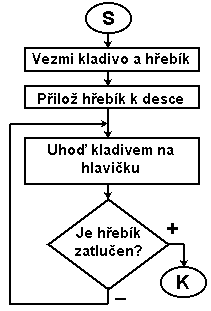 S
Vezmi kladivo a hřebík
Přilož hřebík k desce
Uhoď kladivem na
hlavičku
Je hřebík
zatlučen?
+
K
–